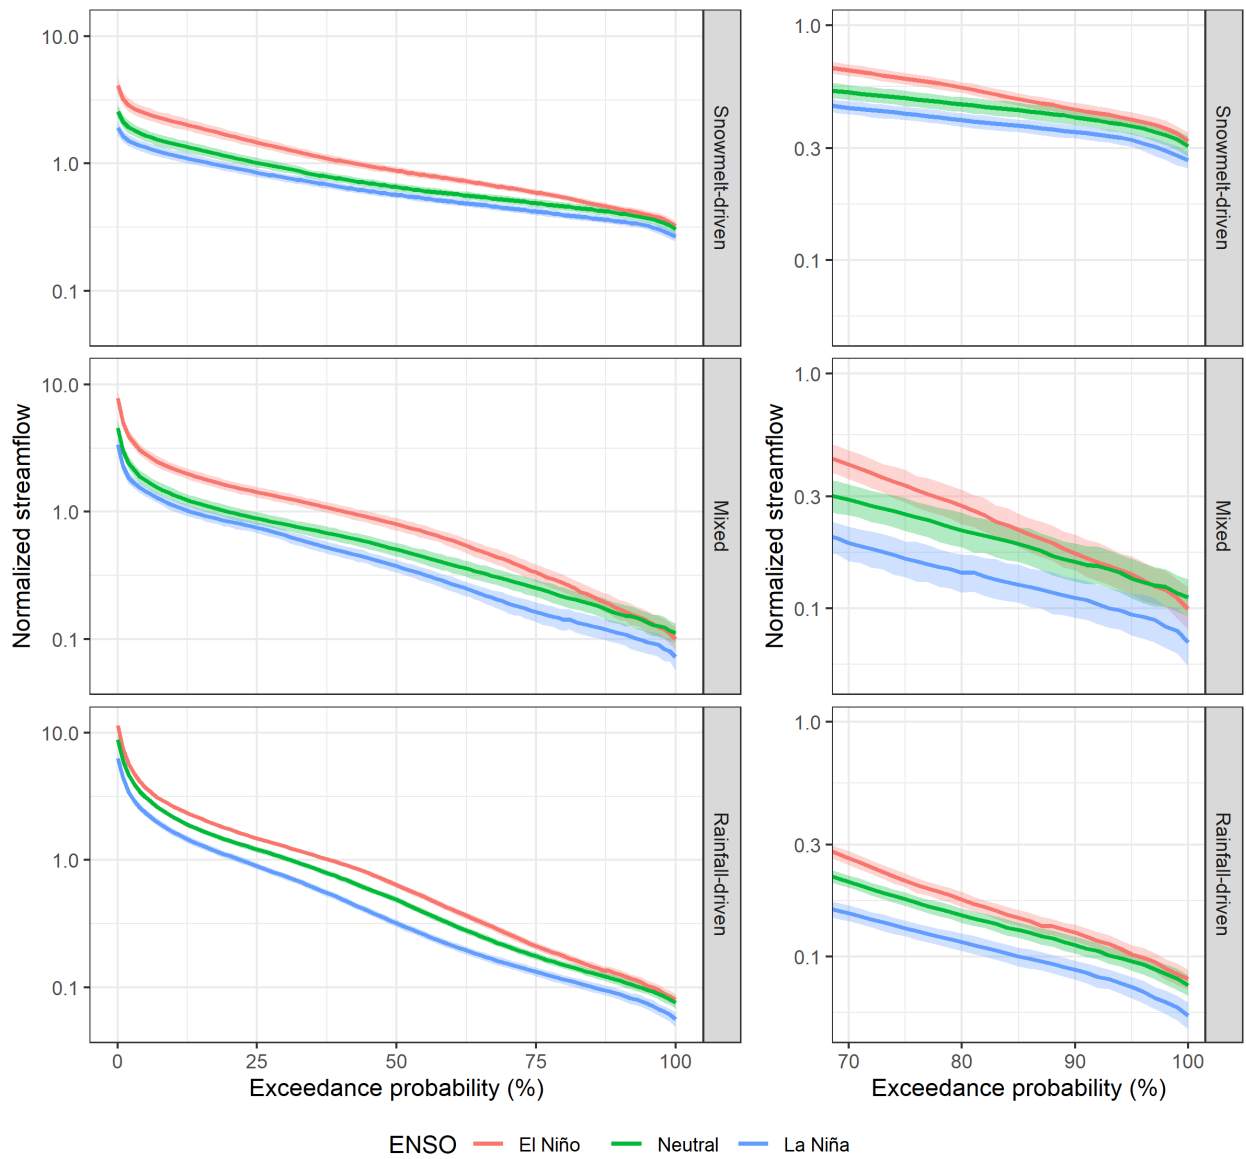 10.0
1.0
0.1
Snowmelt-driven
1.0
0.3
0.1
Snowmelt-driven
Normalized streamflow
10.0
1.0
0.1
Mixed
Normalized streamflow
1.0
0.3
0.1
Mixed
10.0
1.0
0.1
Rainfall-driven
1.0
0.3
0.1
Rainfall-driven
0 25 50 75 100
70 80 90 100
Exceedance probability (%)
Exceedance probability (%)
ENSO El Niño Neutral La Niña